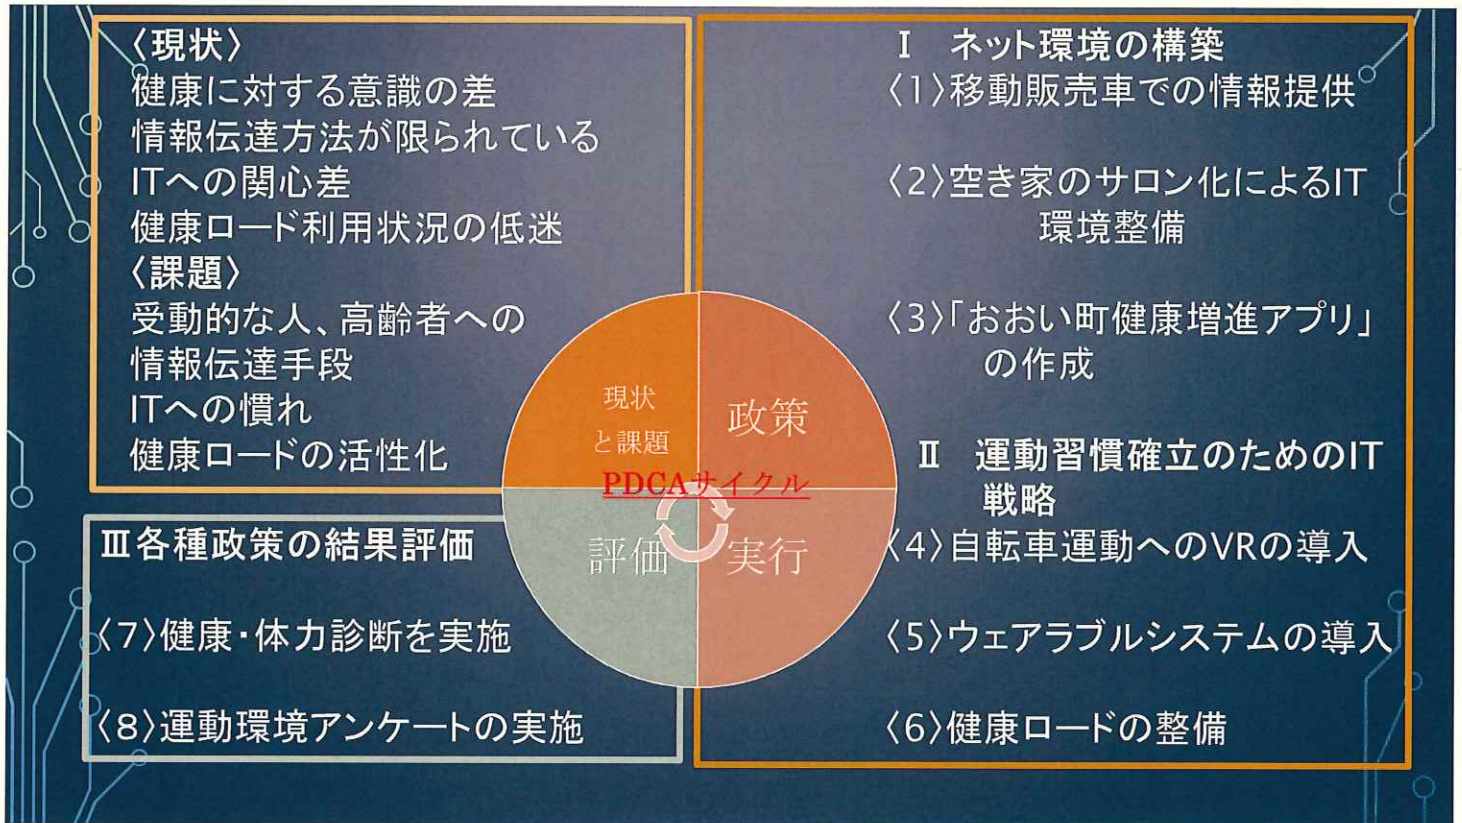 〈現状〉
健康に対する意識の差
情報伝達方法が限られている
ITへの関心差
健康ロード利用状況の低迷
〈課題〉
受動的な人、高齢者への
情報伝達手段
ITへの慣れ
健康ロードの活性化
Ⅰ　ネット環境の構築
〈1〉移動販売車での情報提供
〈2〉空き家のサロン化によるIT
環境整備
〈3〉「おおい町健康増進アプリ」
の作成
Ⅱ　運動習慣確立のためのIT
戦略
〈4〉自転車運動へのVRの導入
〈5〉ウェアラブルシステムの導入
〈6〉健康ロードの整備
現状
と課題
政策
PDCAサイクル
評価
実行
Ⅲ各種政策の結果評価
〈7〉健康・体力診断を実施
〈8〉運動環境アンケートの実施